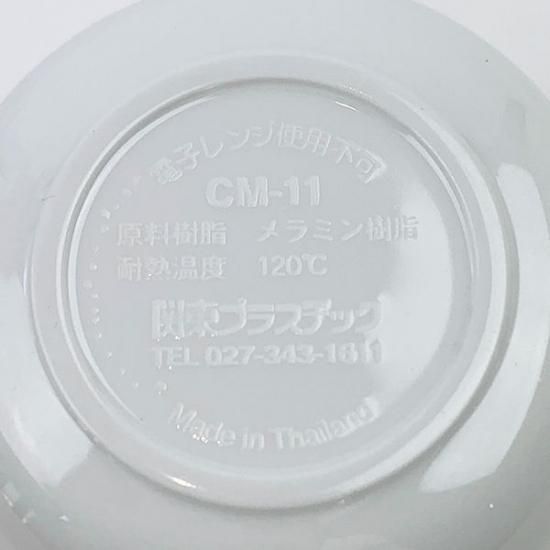 電子レンジ使用不可
CM-11
原料樹脂 メラミン樹脂
耐熱温度 120℃
関東プラスチック
TEL 027-343-1611
Made in Thailand